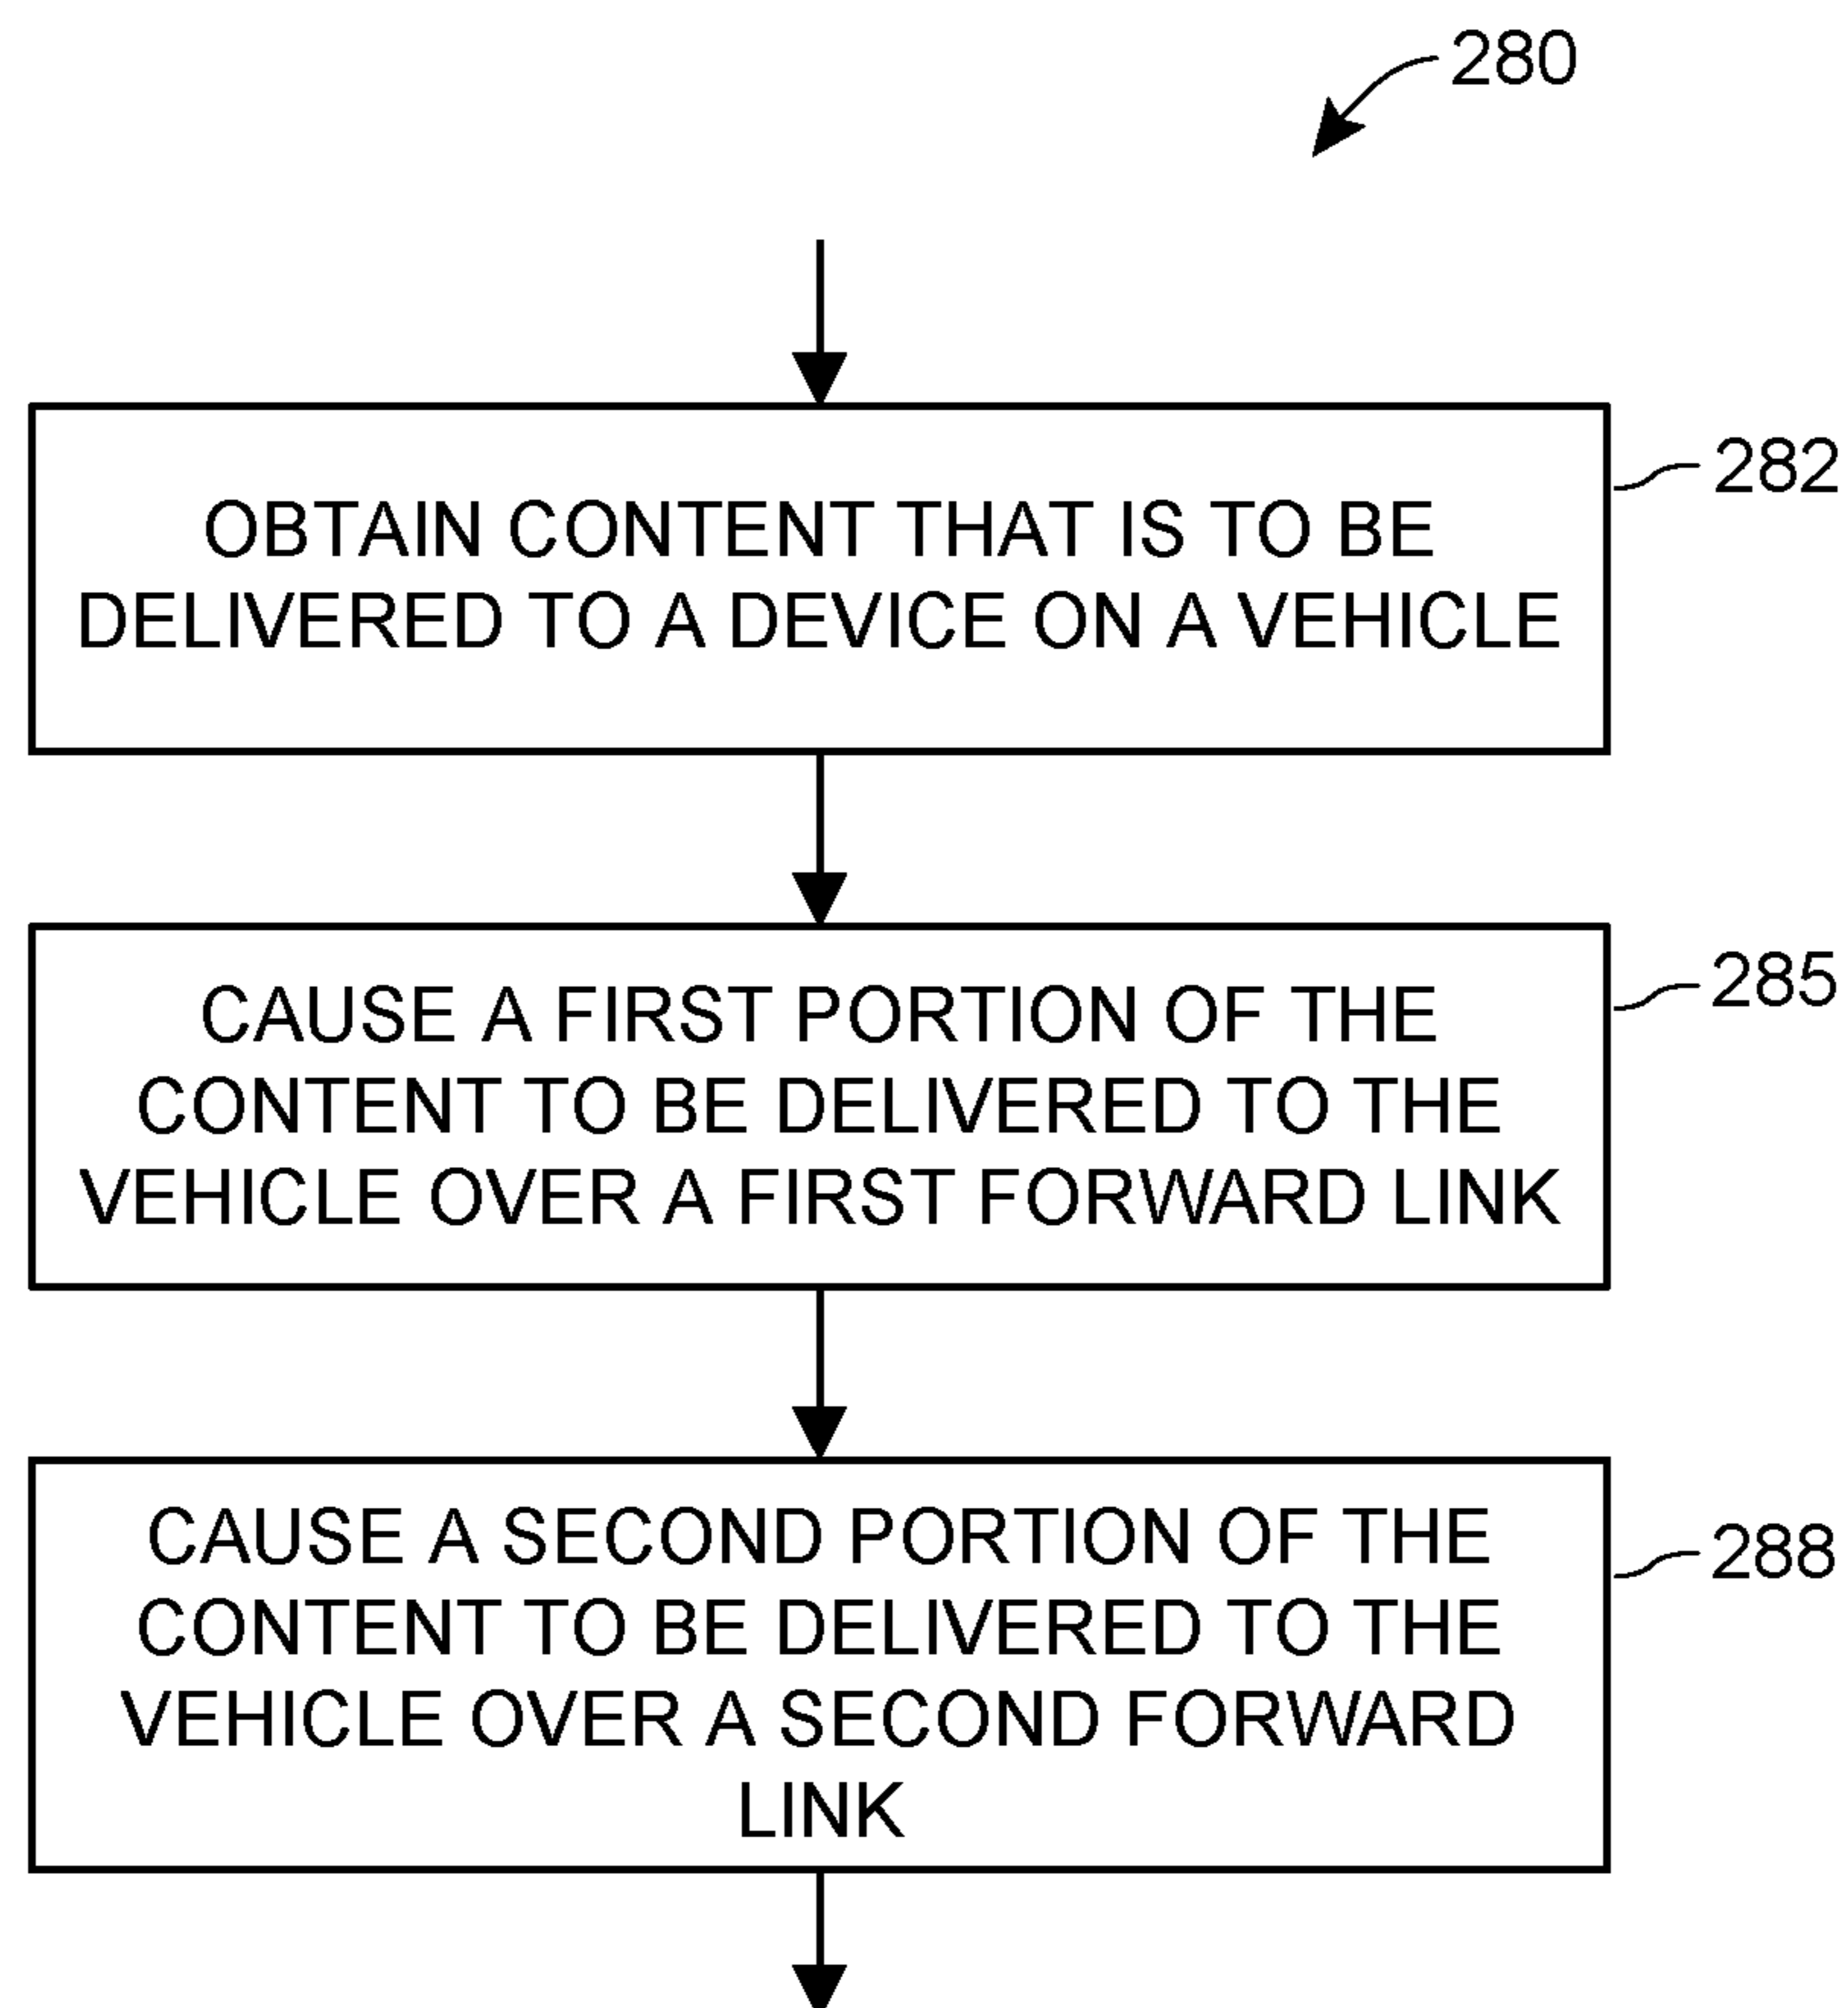 280
282
OBTAIN CONTENT THAT IS TO BE
DELIVERED TO A DEVICE ON A VEHICLE
285
CAUSE A FIRST PORTION OF THE
CONTENT TO BE DELIVERED TO THE
VEHICLE OVER A FIRST FORWARD LINK
288
CAUSE A SECOND PORTION OF THE
CONTENT TO BE DELIVERED TO THE
VEHICLE OVER A SECOND FORWARD
LINK